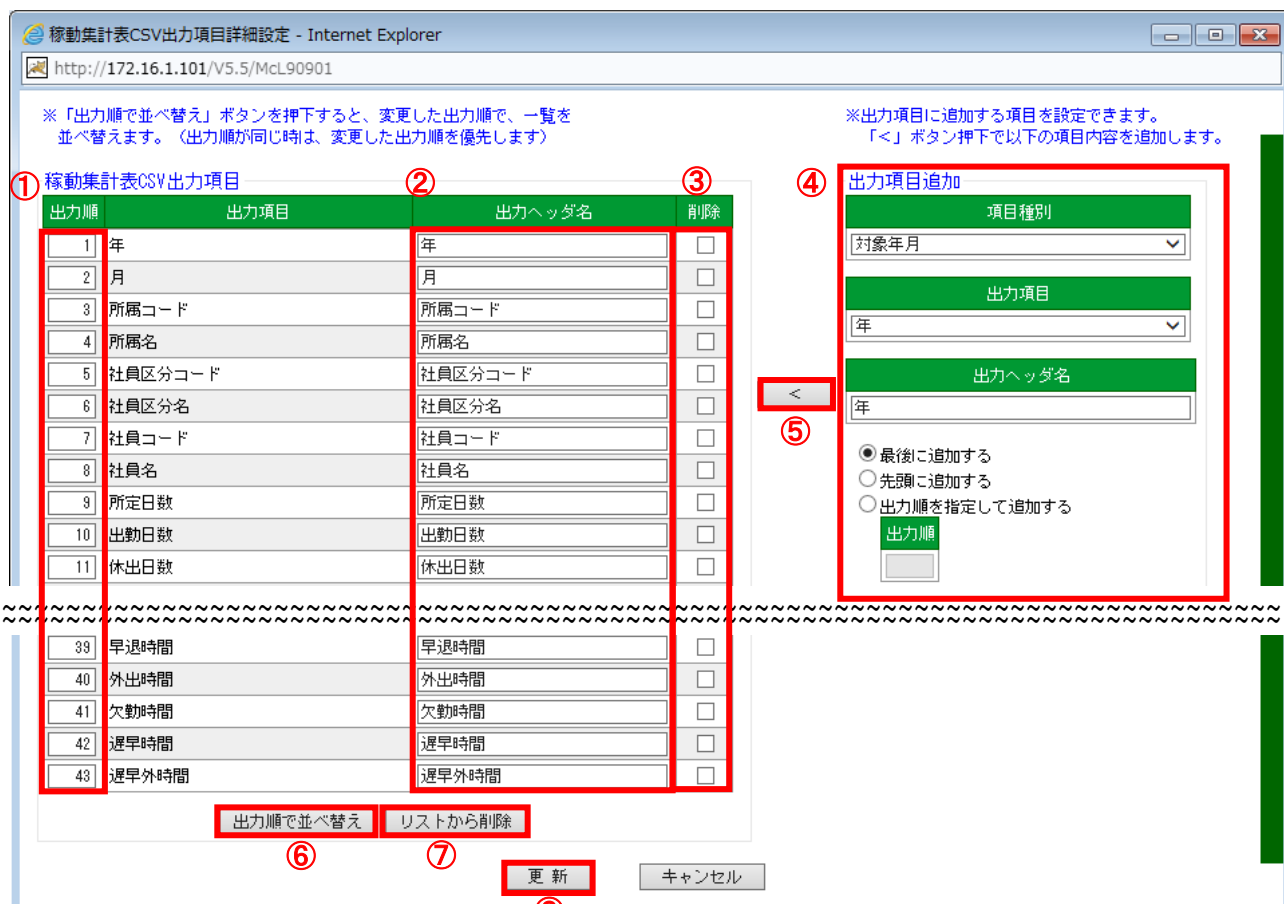 稼動集計表CSV出力項目詳細設定 - Internet Explorer
http://172.16.1.101/V5.5/McL90901
※「出力順で並べ替え」ボタンを押下すると、変更した出力順で、一覧を
並べ替えます。（出力順が同じ時は、変更した出力順を優先します）
※出力項目に追加する項目を設定できます。
「<」ボタン押下で以下の項目内容を追加します。
① 稼動集計表CSV出力項目 ② ③
出力順 出力項目 出力ヘッダ名 削除
1 年 年
2 月 月
3 所属コード 所属コード
4 所属名 所属名
5 社員区分コード 社員区分コード
6 社員区分名 社員区分名
7 社員コード 社員コード
8 社員名 社員名
9 所定日数 所定日数
10 出勤日数 出勤日数
11 休出日数 休出日数
39 早退時間 早退時間
40 外出時間 外出時間
41 欠勤時間 欠勤時間
42 遅早時間 遅早時間
43 遅早外時間 遅早外時間
④ 出力項目追加
項目種別
対象年月
出力項目
年
出力ヘッダ名
年
<
⑤
最後に追加する
先頭に追加する
出力順を指定して追加する
出力順
出力順で並べ替え リストから削除
⑥ ⑦
更 新 キャンセル